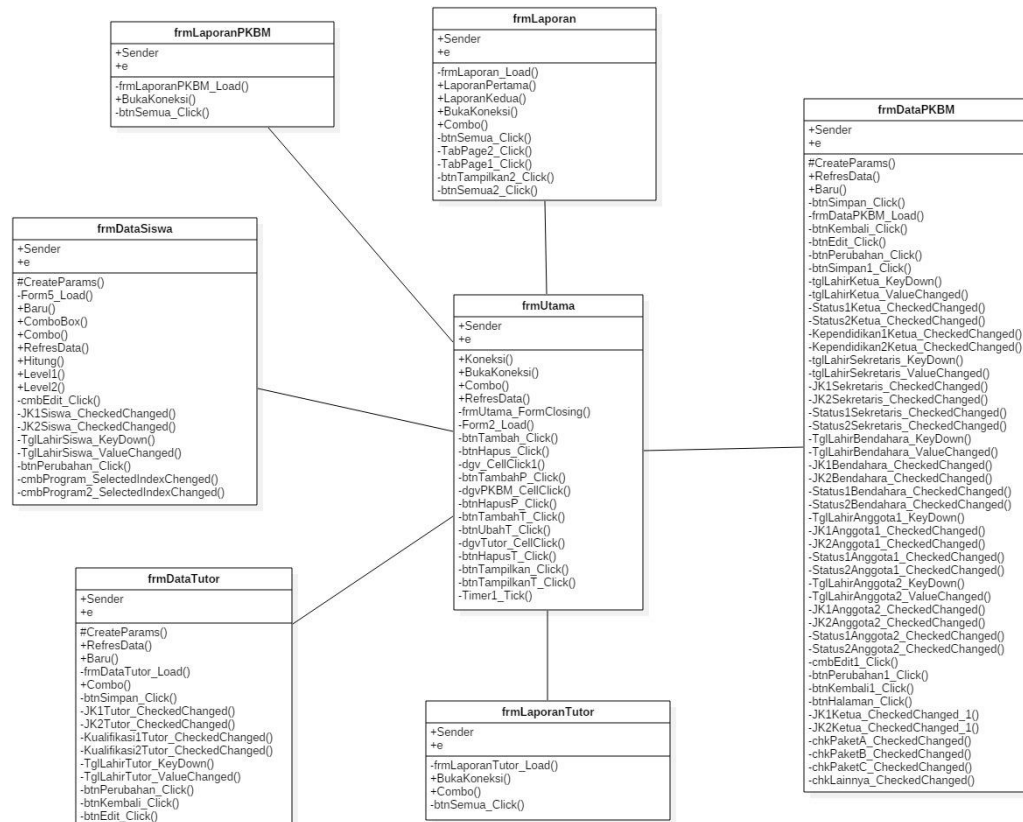 frmLaporanPKBM
+Sender
+e
-frmLaporanPKBM_Load()
+BukaKoneksi()
-btnSemua_Click()
frmLaporan
+Sender
+e
-frmLaporan_Load()
+LaporanPertama()
+LaporanKedua()
+BukaKoneksi()
+Combo()
-btnSemua_Click()
-TabPage2_Click()
-TabPage1_Click()
-btnTampilkan2_Click()
-btnSemua2_Click()
frmDataPKBM
+Sender
+e
#CreateParams()
+RefresData()
+Baru()
-btnSimpan_Click()
-frmDataPKBM_Load()
-btnKembali_Click()
-btnEdit_Click()
-btnPerubahan_Click()
-btnSimpan1_Click()
-tglLahirKetua_KeyDown()
-tglLahirKetua_ValueChanged()
-Status1Ketua_CheckedChanged()
-Status2Ketua_CheckedChanged()
-Kependidikan1Ketua_CheckedChanged()
-Kependidikan2Ketua_CheckedChanged()
-tglLahirSekretaris_KeyDown()
-tglLahirSekretaris_ValueChanged()
-JK1Sekretaris_CheckedChanged()
-JK2Sekretaris_CheckedChanged()
-Status1Sekretaris_CheckedChanged()
-Status2Sekretaris_CheckedChanged()
-TglLahirBendahara_KeyDown()
-TglLahirBendahara_ValueChanged()
-JK1Bendahara_CheckedChanged()
-JK2Bendahara_CheckedChanged()
-Status1Bendahara_CheckedChanged()
-Status2Bendahara_CheckedChanged()
-TglLahirAnggota1_KeyDown()
-JK1Anggota1_CheckedChanged()
-JK2Anggota1_CheckedChanged()
-Status1Anggota1_CheckedChanged()
-Status2Anggota1_CheckedChanged()
-TglLahirAnggota2_KeyDown()
-TglLahirAnggota2_ValueChanged()
-JK1Anggota2_CheckedChanged()
-JK2Anggota2_CheckedChanged()
-Status1Anggota2_CheckedChanged()
-Status2Anggota2_CheckedChanged()
-cmbEdit1_Click()
-btnPerubahan1_Click()
-btnKembali1_Click()
-btnHalaman_Click()
-JK1Ketua_CheckedChanged_1()
-JK2Ketua_CheckedChanged_1()
-chkPaketA_CheckedChanged()
-chkPaketB_CheckedChanged()
-chkPaketC_CheckedChanged()
-chkLainnya_CheckedChanged()
frmDataSiswa
+Sender
+e
#CreateParams()
-Form5_Load()
+Baru()
+ComboBox()
+Combo()
+RefresData()
+Hitung()
+Level1()
+Level2()
-cmbEdit_Click()
-JK1Siswa_CheckedChanged()
-JK2Siswa_CheckedChanged()
-TglLahirSiswa_KeyDown()
-TglLahirSiswa_ValueChanged()
-btnPerubahan_Click()
-cmbProgram_SelectedIndexChenged()
-cmbProgram2_SelectedIndexChanged()
frmUtama
+Sender
+e
+Koneksi()
+BukaKoneksi()
+Combo()
+RefresData()
-frmUtama_FormClosing()
-Form2_Load()
-btnTambah_Click()
-btnHapus_Click()
-dgv_CellClick1()
-btnTambahP_Click()
-dgvPKBM_CellClick()
-btnHapusP_Click()
-btnTambahT_Click()
-btnUbahT_Click()
-dgvTutor_CellClick()
-btnHapusT_Click()
-btnTampilkan_Click()
-btnTampilkanT_Click()
-Timer1_Tick()
frmDataTutor
+Sender
+e
#CreateParams()
+RefresData()
+Baru()
-frmDataTutor_Load()
+Combo()
-btnSimpan_Click()
-JK1Tutor_CheckedChanged()
-JK2Tutor_CheckedChanged()
-Kualifikasi1Tutor_CheckedChanged()
-Kualifikasi2Tutor_CheckedChanged()
-TglLahirTutor_KeyDown()
-TglLahirTutor_ValueChanged()
-btnPerubahan_Click()
-btnKembali_Click()
-btnEdit_Click()
frmLaporanTutor
+Sender
+e
-frmLaporanTutor_Load()
+BukaKoneksi()
+Combo()
-btnSemua_Click()